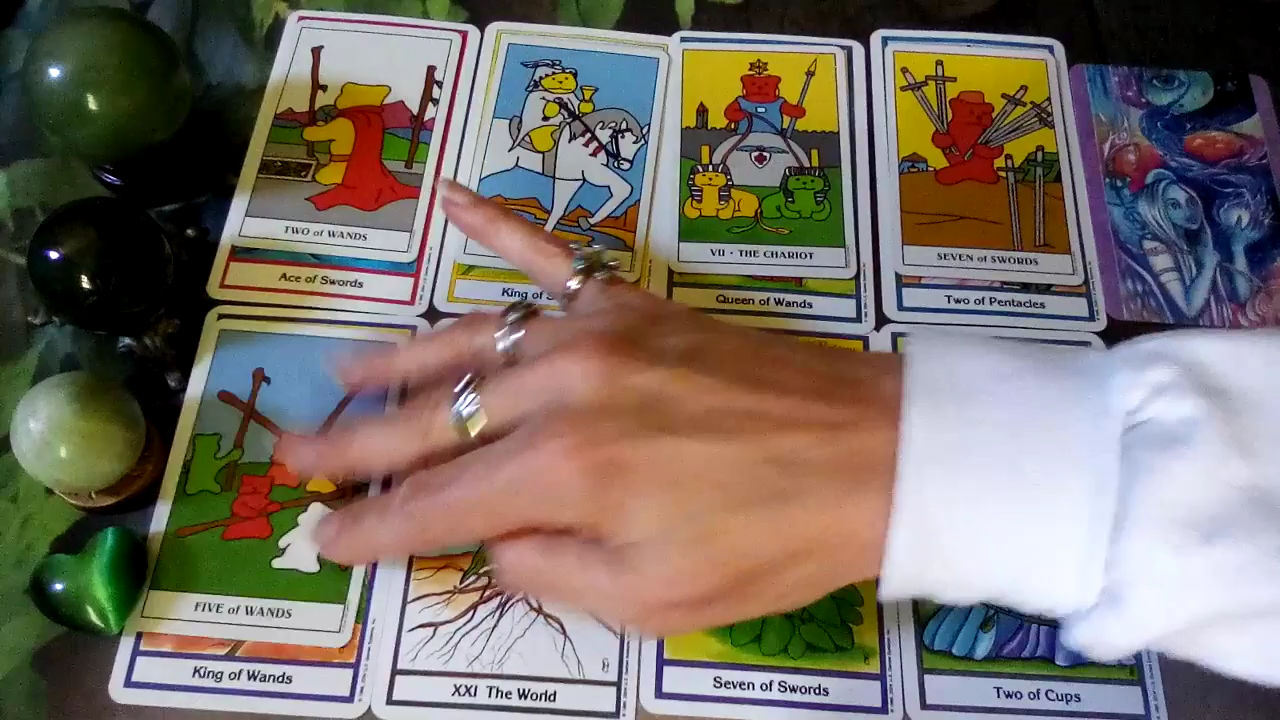 TWO of WANDS
Ace of Swords
King of
VII · THE CHARIOT
Queen of Wands
SEVEN of SWORDS
Two of Pentacles
FIVE of WANDS
King of Wands
XXI The World
Seven of Swords
Two of Cups